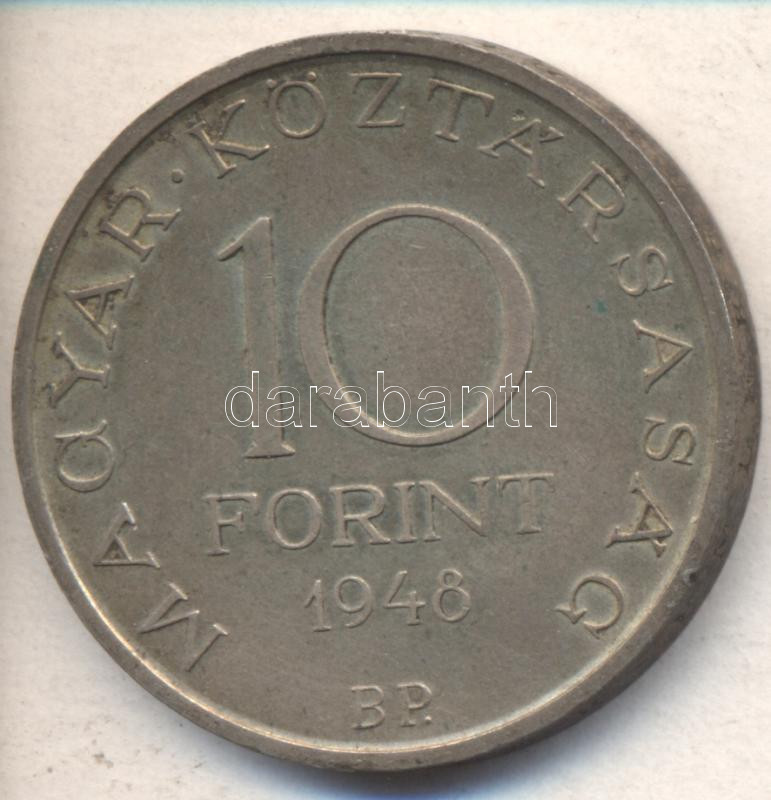 MAGYAR · KÖZTÁRSASÁG
10
darabanth
FORINT
1948
BP.